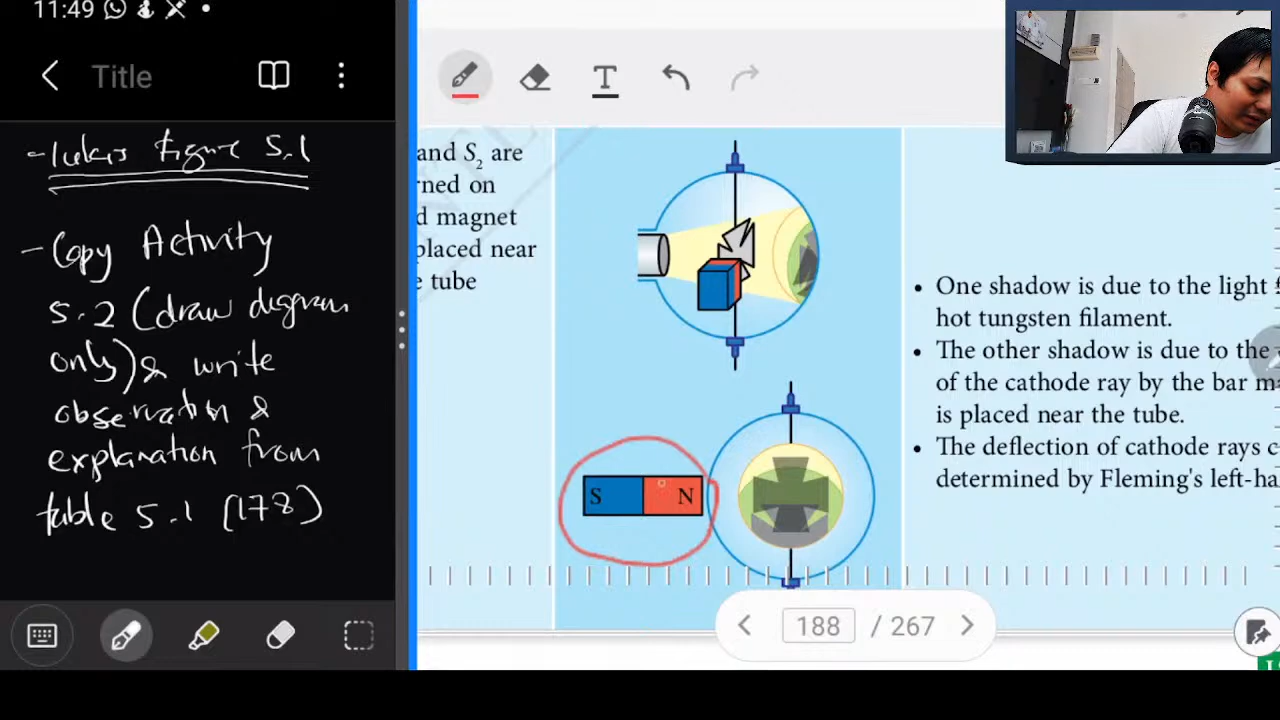 11:49
Title
- lukis figure 5.1
- Copy Activity
5.2 (draw diagram
only) & write
observation &
explanation from
table 5.1 (178)
and S2 are
rned on
d magnet
placed near
e tube
S N
• One shadow is due to the light f
hot tungsten filament.
• The other shadow is due to the
of the cathode ray by the bar m
is placed near the tube.
• The deflection of cathode rays c
determined by Fleming's left-ha
188 / 267